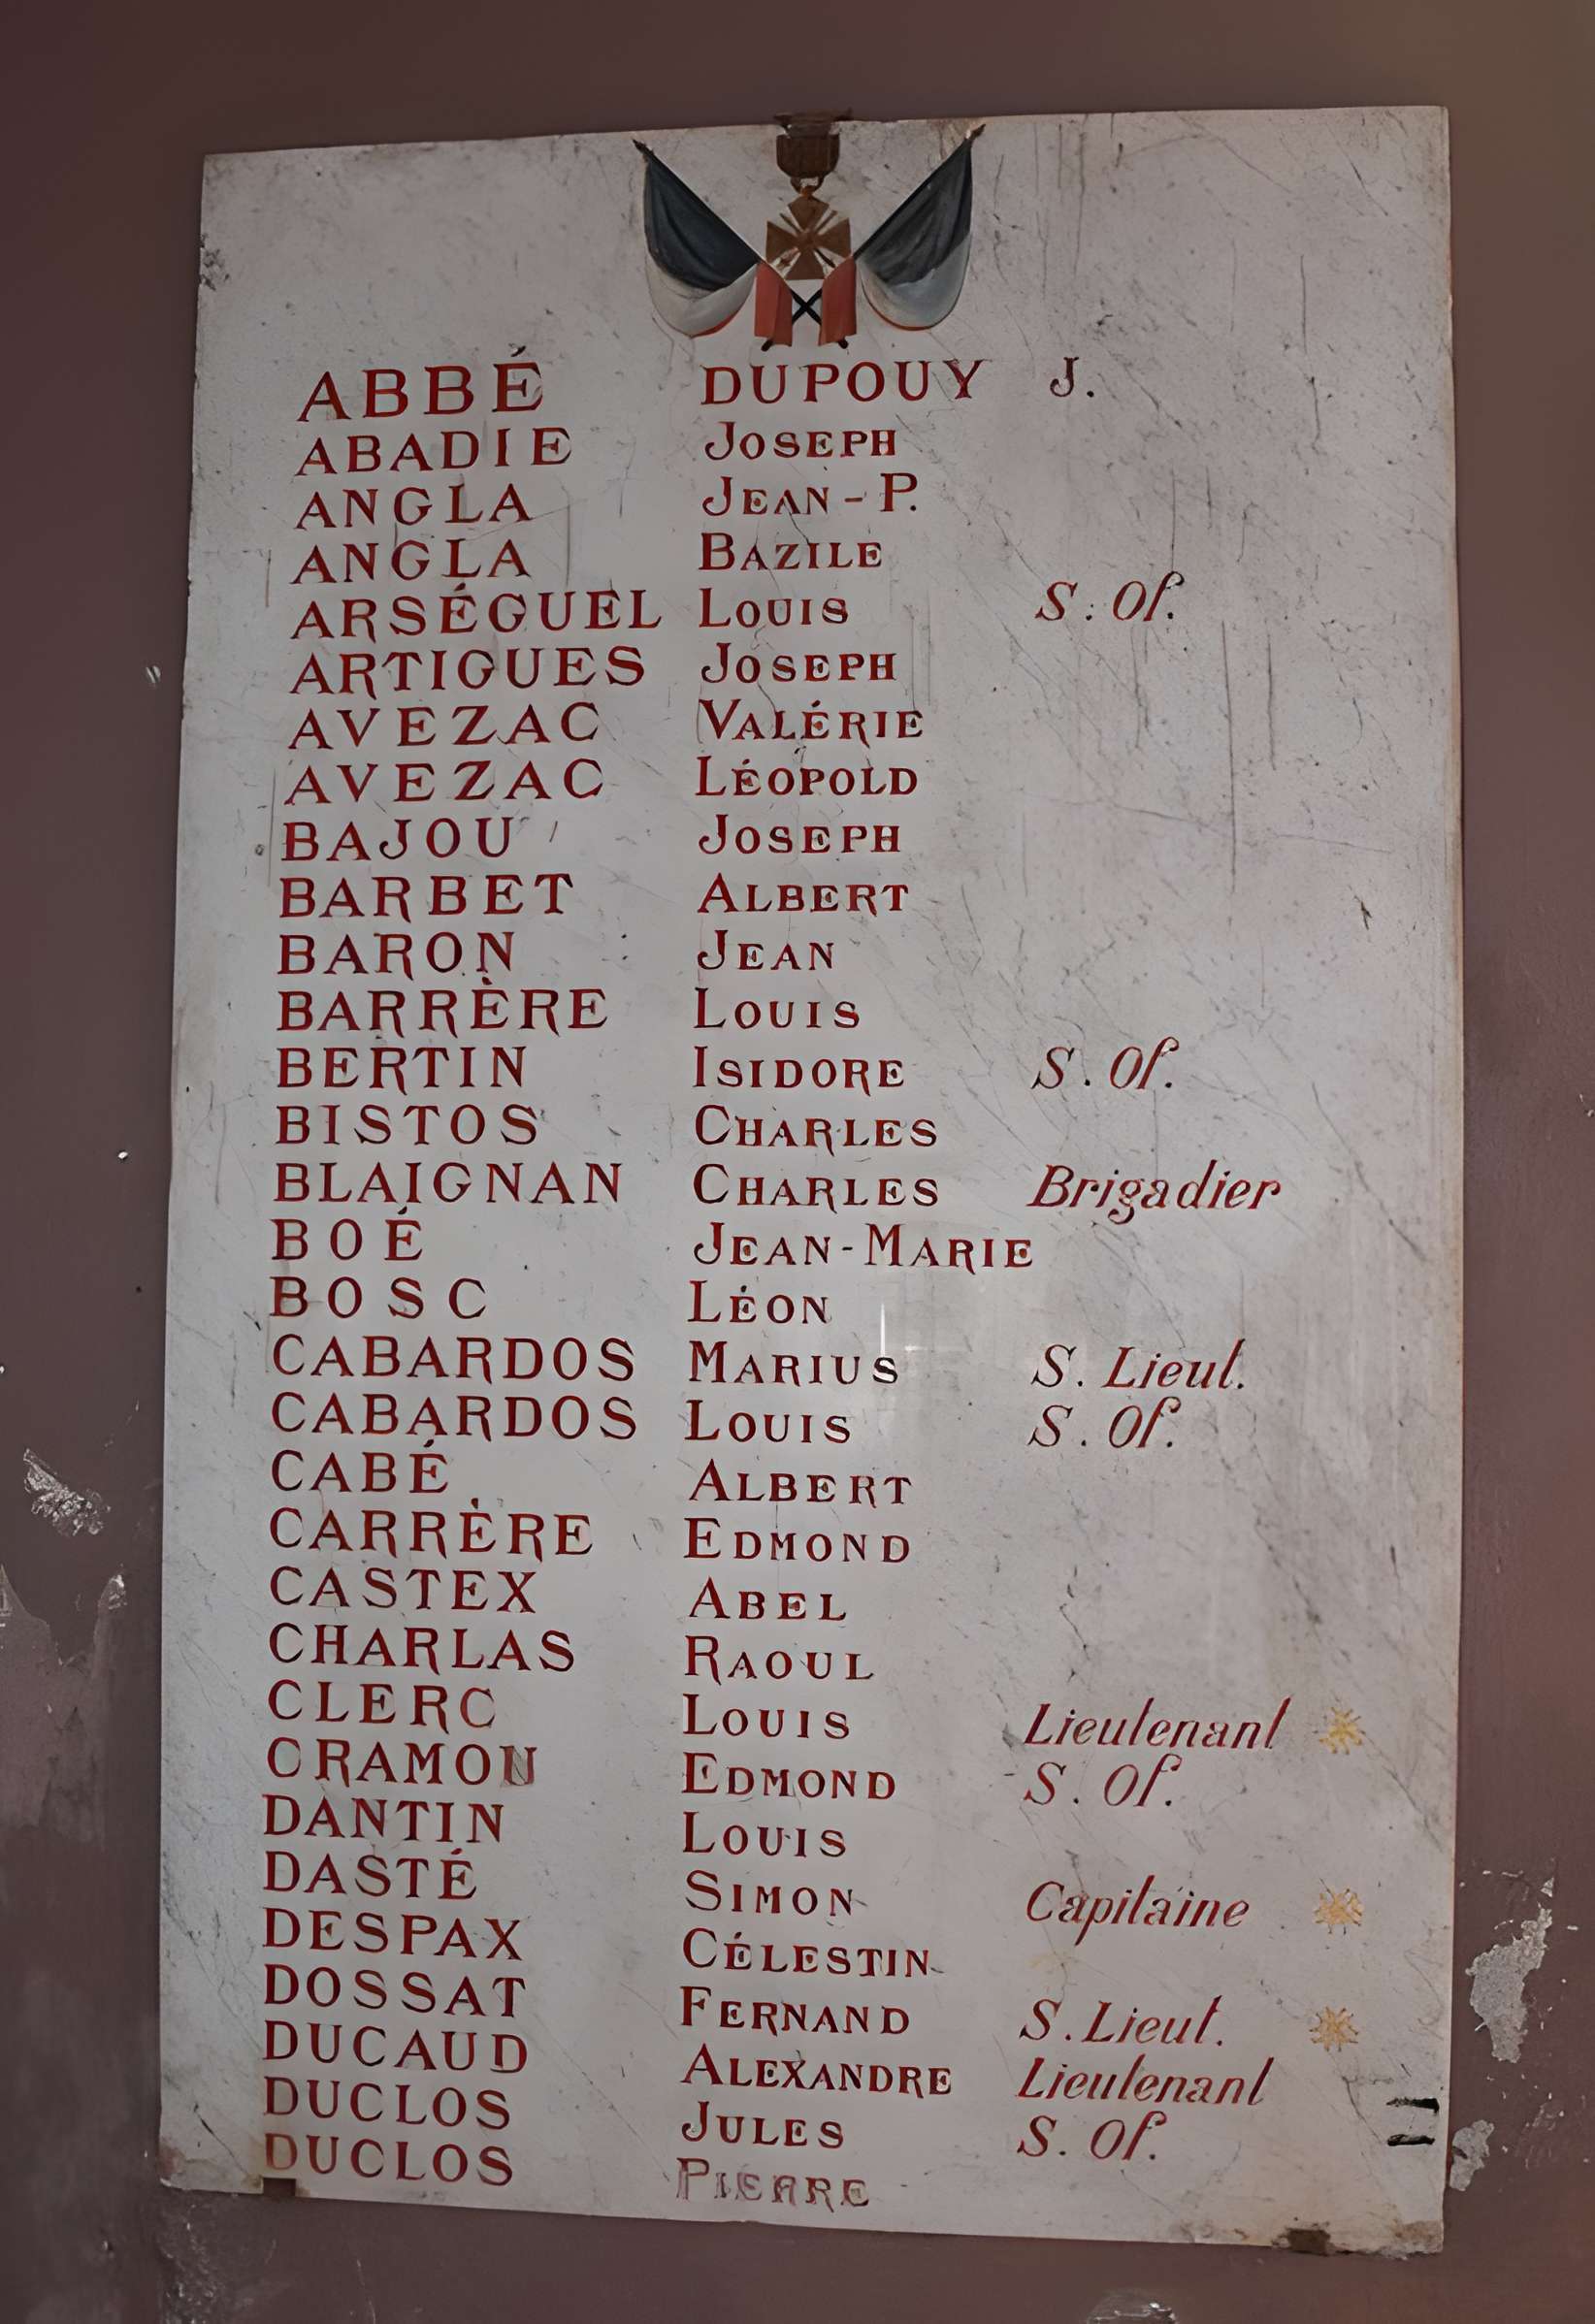 ABBÉ DUPOUY J.
ABADIE JOSEPH
ANGLA JEAN-P.
ANGLA BAZILE
ARSÉGUEL LOUIS S. Of.
ARTIGUES JOSEPH
AVEZAC VALÉRIE
AVEZAC LÉOPOLD
BAJOU JOSEPH
BARBET ALBERT
BARON JEAN
BARRÈRE LOUIS
BERTIN ISIDORE S. Of.
BISTOS CHARLES
BLAIGNAN CHARLES Brigadier
BOÉ JEAN-MARIE
BOSC LÉON
CABARDOS MARIUS S. Lieut.
CABARDOS LOUIS S. Of.
CABÉ ALBERT
CARRÈRE EDMOND
CASTEX ABEL
CHARLAS RAOUL
CLERC LOUIS Lieutenant
CRAMOU EDMOND S. Of.
DANTIN LOUIS
DASTÉ SIMON Capitaine
DESPAX CÉLESTIN
DOSSAT FERNAND S. Lieut.
DUCAUD ALEXANDRE Lieutenant
DUCLOS JULES S. Of.
DUCLOS PIERRE